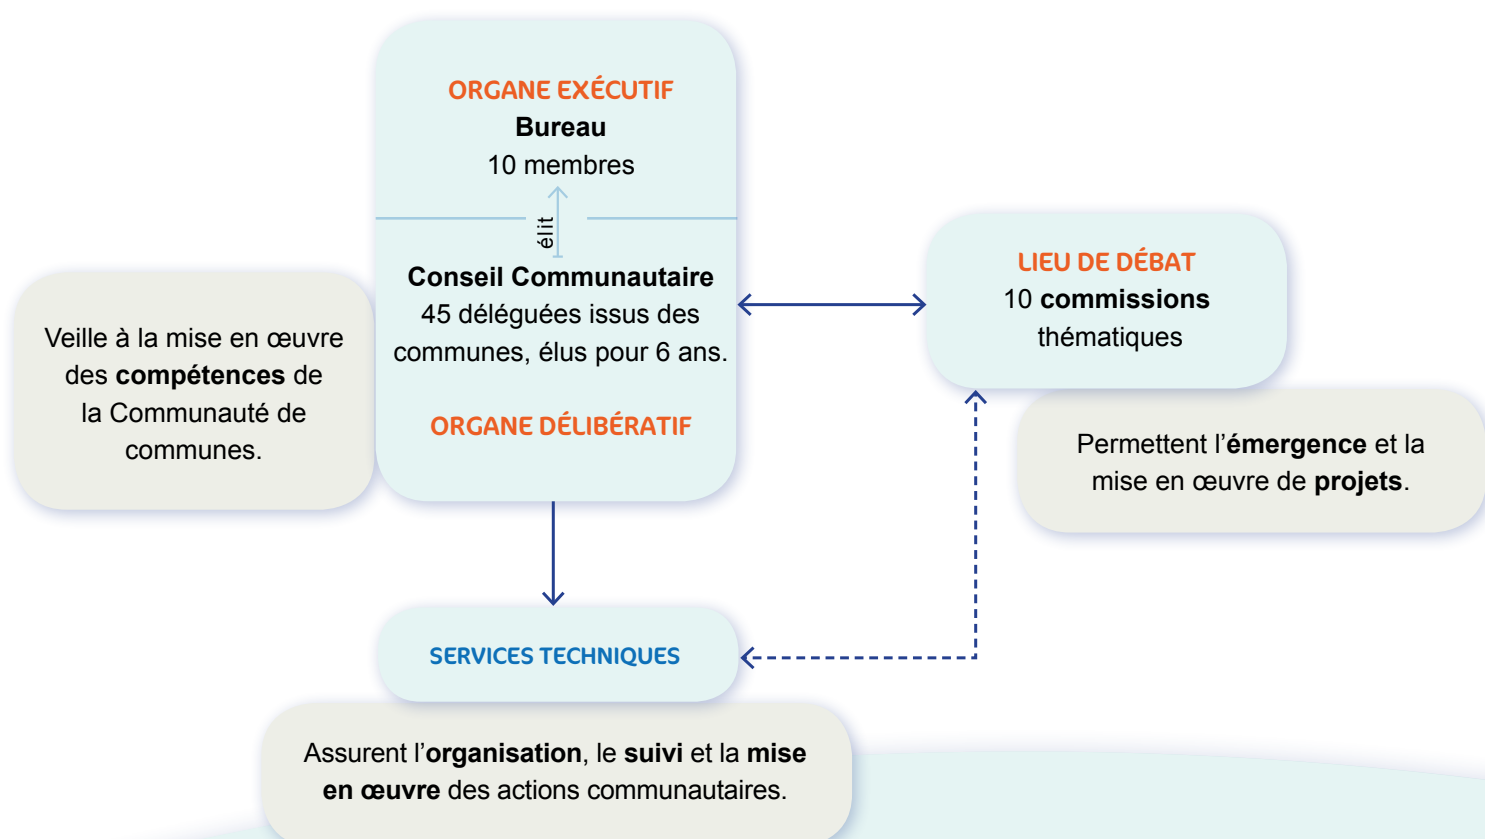 ORGANE EXÉCUTIF
Bureau
10 membres
élit
Conseil Communautaire
45 déléguées issus des
communes, élus pour 6 ans.
ORGANE DÉLIBÉRATIF
Veille à la mise en œuvre
des compétences de
la Communauté de
communes.
LIEU DE DÉBAT
10 commissions
thématiques
Permettent l’émergence et la
mise en œuvre de projets.
SERVICES TECHNIQUES
Assurent l’organisation, le suivi et la mise
en œuvre des actions communautaires.